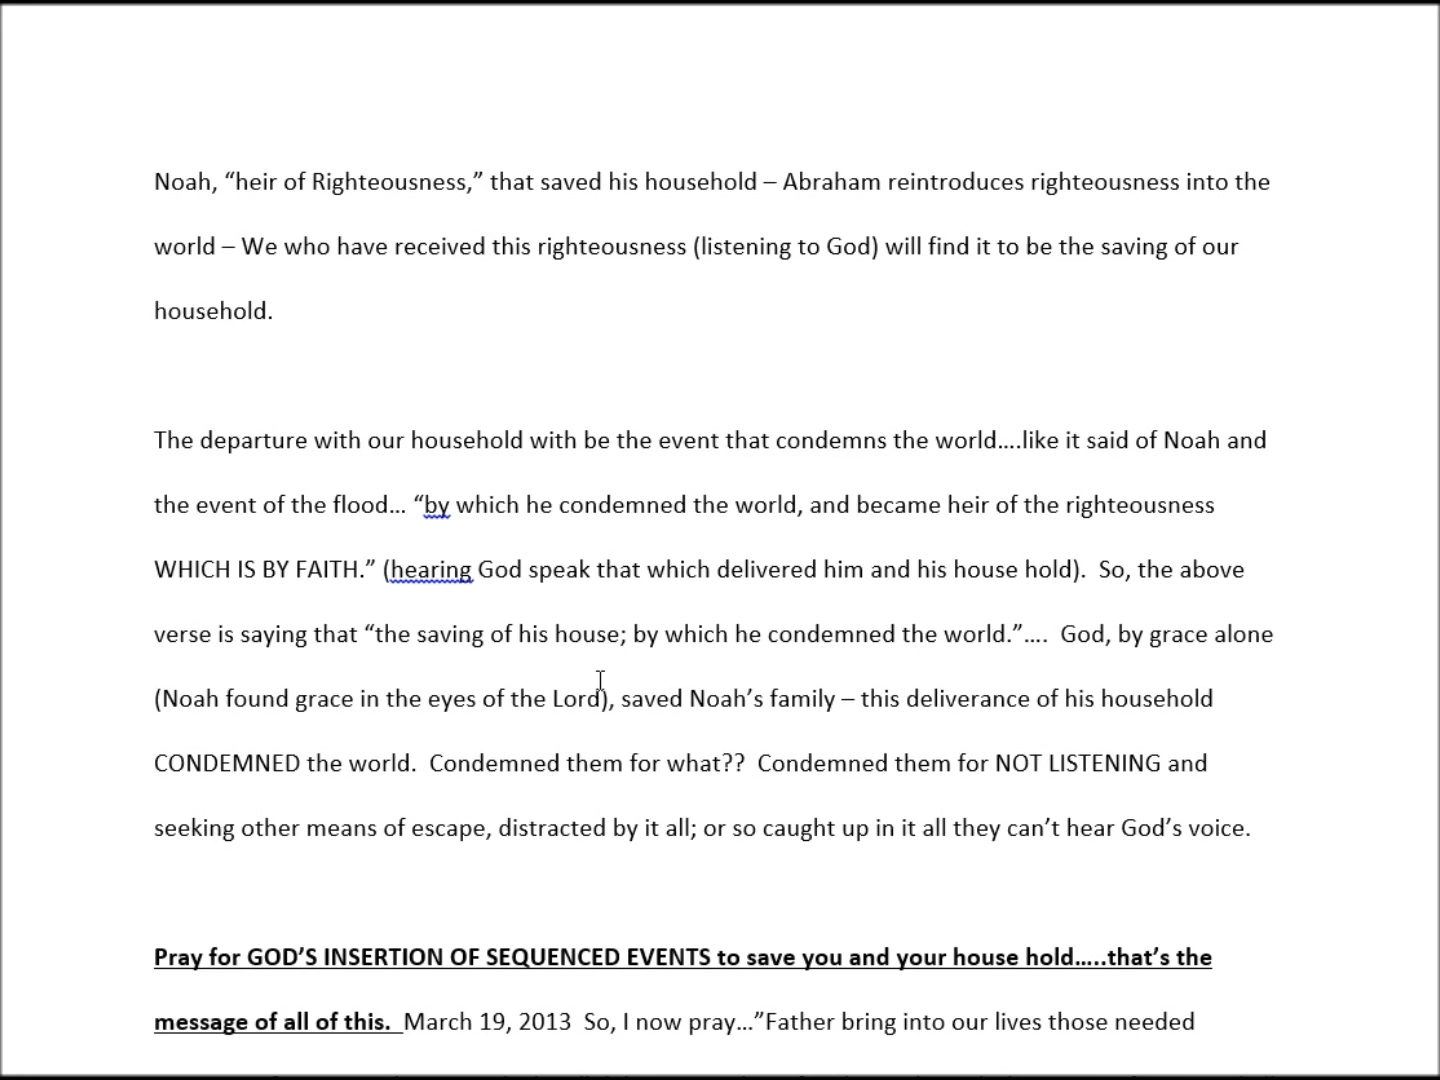 Noah, “heir of Righteousness,” that saved his household – Abraham reintroduces righteousness into the
world – We who have received this righteousness (listening to God) will find it to be the saving of our
household.
The departure with our household with be the event that condemns the world….like it said of Noah and
the event of the flood… “by which he condemned the world, and became heir of the righteousness
WHICH IS BY FAITH.” (hearing God speak that which delivered him and his house hold).  So, the above
verse is saying that “the saving of his house; by which he condemned the world.”….  God, by grace alone
(Noah found grace in the eyes of the Lord), saved Noah’s family – this deliverance of his household
CONDEMNED the world.  Condemned them for what??  Condemned them for NOT LISTENING and
seeking other means of escape, distracted by it all; or so caught up in it all they can’t hear God’s voice.
Pray for GOD’S INSERTION OF SEQUENCED EVENTS to save you and your house hold…..that’s the
message of all of this.  March 19, 2013  So, I now pray…”Father bring into our lives those needed